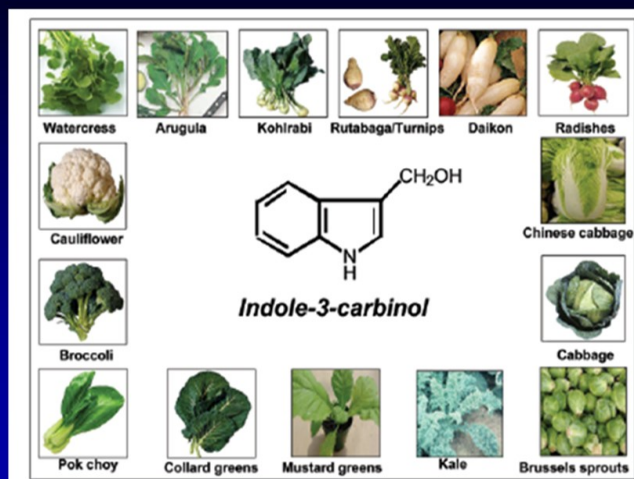 Watercress Arugula Kohlrabi Rutabaga/Turnips Daikon Radishes
CH₂OH
Cauliflower
Chinese cabbage
N
H
Indole-3-carbinol
Broccoli
Cabbage
Pok choy Collard greens Mustard greens Kale Brussels sprouts